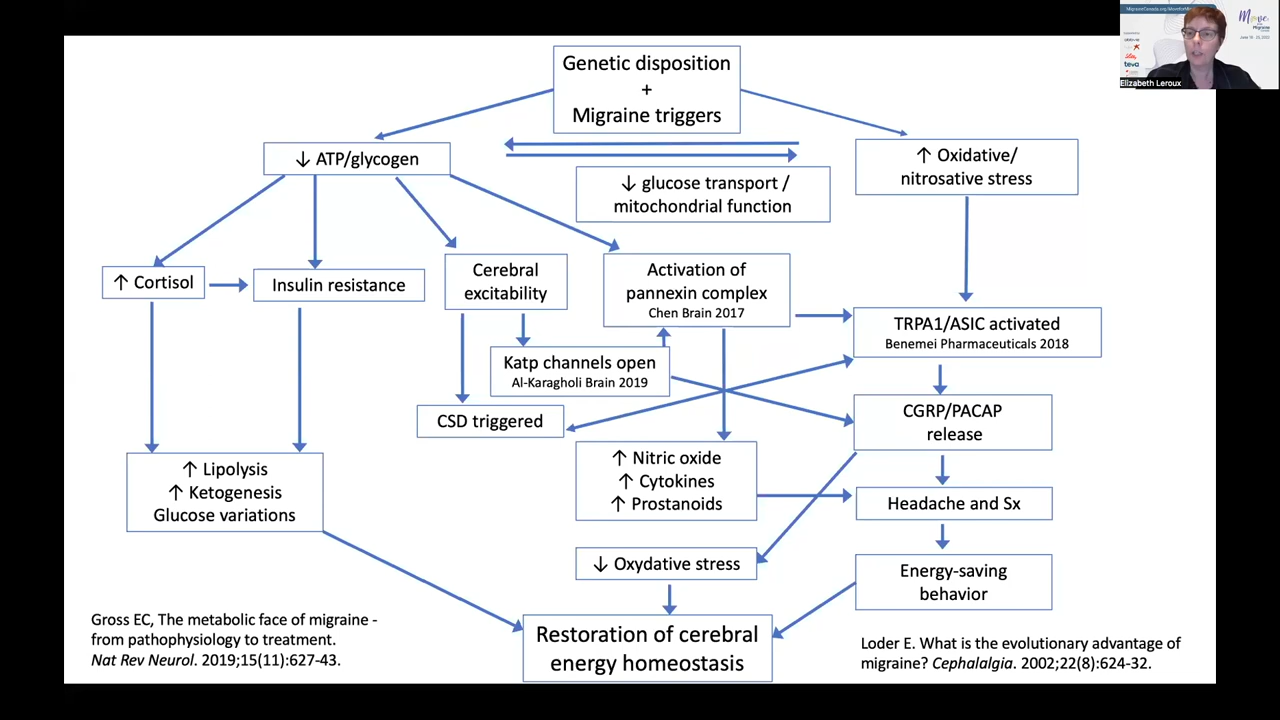 Genetic disposition
+
Migraine triggers
↓ ATP/glycogen
↓ glucose transport /
mitochondrial function
↑ Oxidative/
nitrosative stress
↑ Cortisol
Insulin resistance
Cerebral
excitability
Activation of
pannexin complex
Chen Brain 2017
TRPA1/ASIC activated
Benemei Pharmaceuticals 2018
Katp channels open
Al-Karagholi Brain 2019
CSD triggered
CGRP/PACAP
release
↑ Lipolysis
↑ Ketogenesis
Glucose variations
↑ Nitric oxide
↑ Cytokines
↑ Prostanoids
Headache and Sx
↓ Oxydative stress
Energy-saving
behavior
Restoration of cerebral
energy homeostasis
Gross EC, The metabolic face of migraine -
from pathophysiology to treatment.
Nat Rev Neurol. 2019;15(11):627-43.
Loder E. What is the evolutionary advantage of
migraine? Cephalalgia. 2002;22(8):624-32.
Move
Migraine
abbvie
teva
Elizabeth Leroux